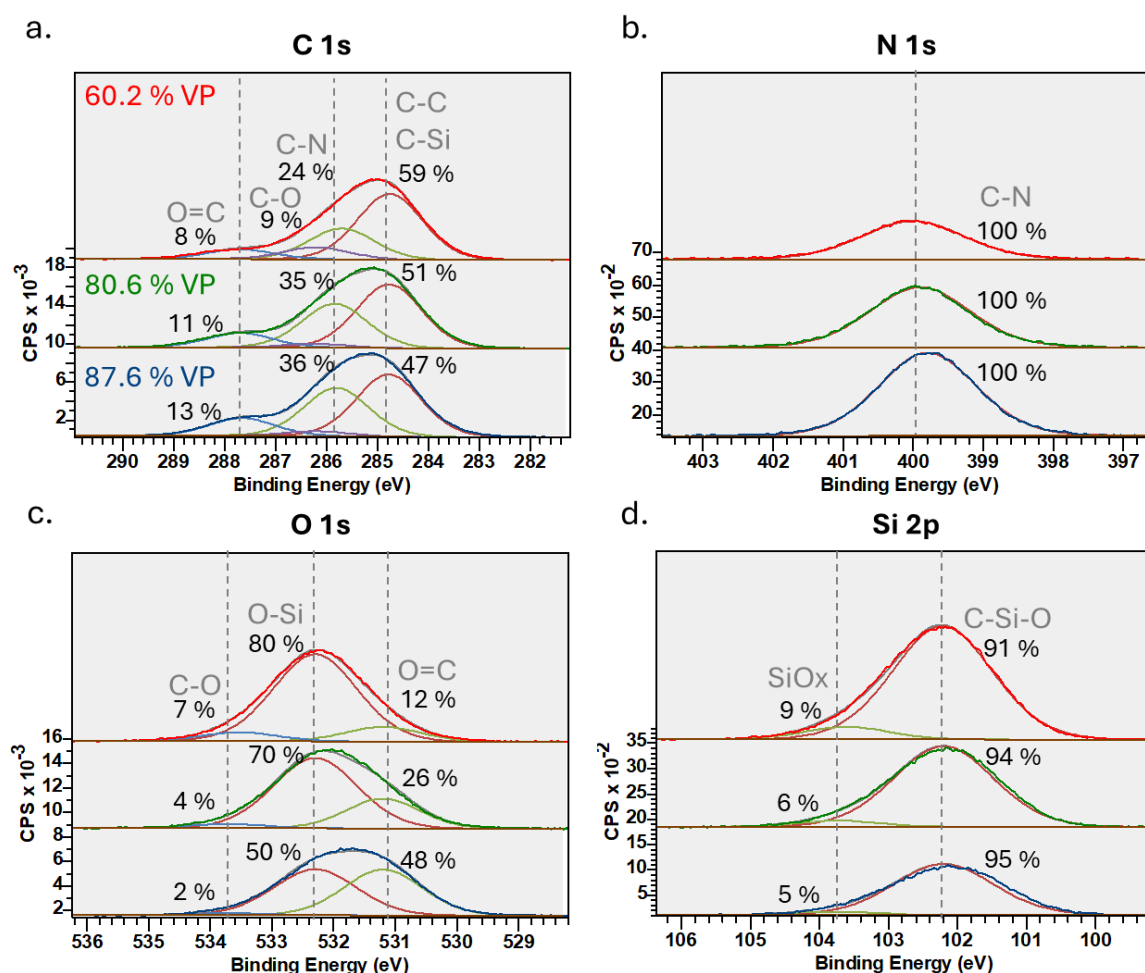 a.
C 1s
60.2 % VP
C-C
C-Si
C-N
24 %
59 %
C-O
9 %
O=C
8 %
18
14
10
6
2
80.6 % VP
35 %
51 %
11 %
87.6 % VP
36 %
47 %
13 %
CPS x 10⁻³
290 289 288 287 286 285 284 283 282
Binding Energy (eV)
b.
N 1s
C-N
100 %
100 %
100 %
70
60
50
40
30
20
CPS x 10⁻²
403 402 401 400 399 398 397
Binding Energy (eV)
c.
O 1s
O-Si
80 %
C-O
7 %
O=C
12 %
70 %
26 %
4 %
50 %
48 %
2 %
16
14
12
10
8
6
4
2
CPS x 10⁻³
536 535 534 533 532 531 530 529
Binding Energy (eV)
d.
Si 2p
C-Si-O
91 %
SiOx
9 %
94 %
6 %
95 %
5 %
35
30
25
20
15
10
5
CPS x 10⁻²
106 105 104 103 102 101 100
Binding Energy (eV)